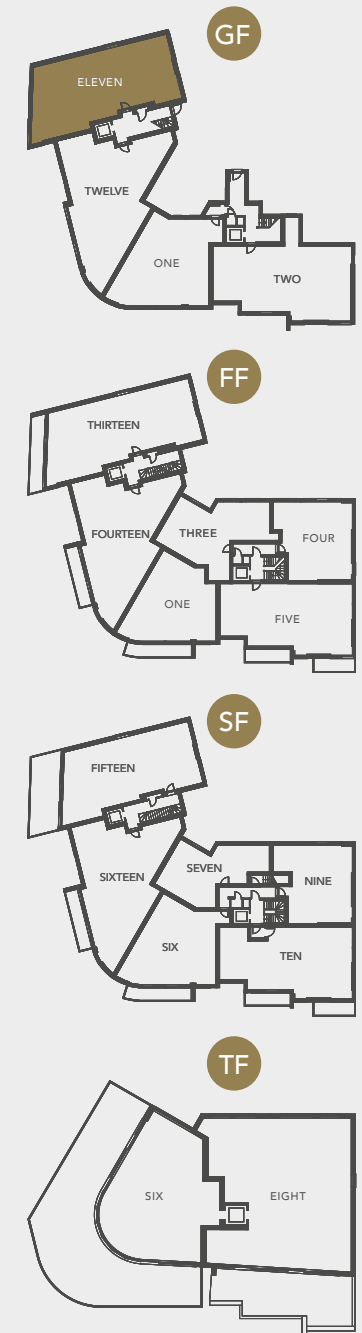 GF
ELEVEN
TWELVE
ONE
TWO
FF
THIRTEEN
FOURTEEN
THREE
FOUR
ONE
FIVE
SF
FIFTEEN
SEVEN
SIXTEEN
NINE
SIX
TEN
TF
SIX
EIGHT